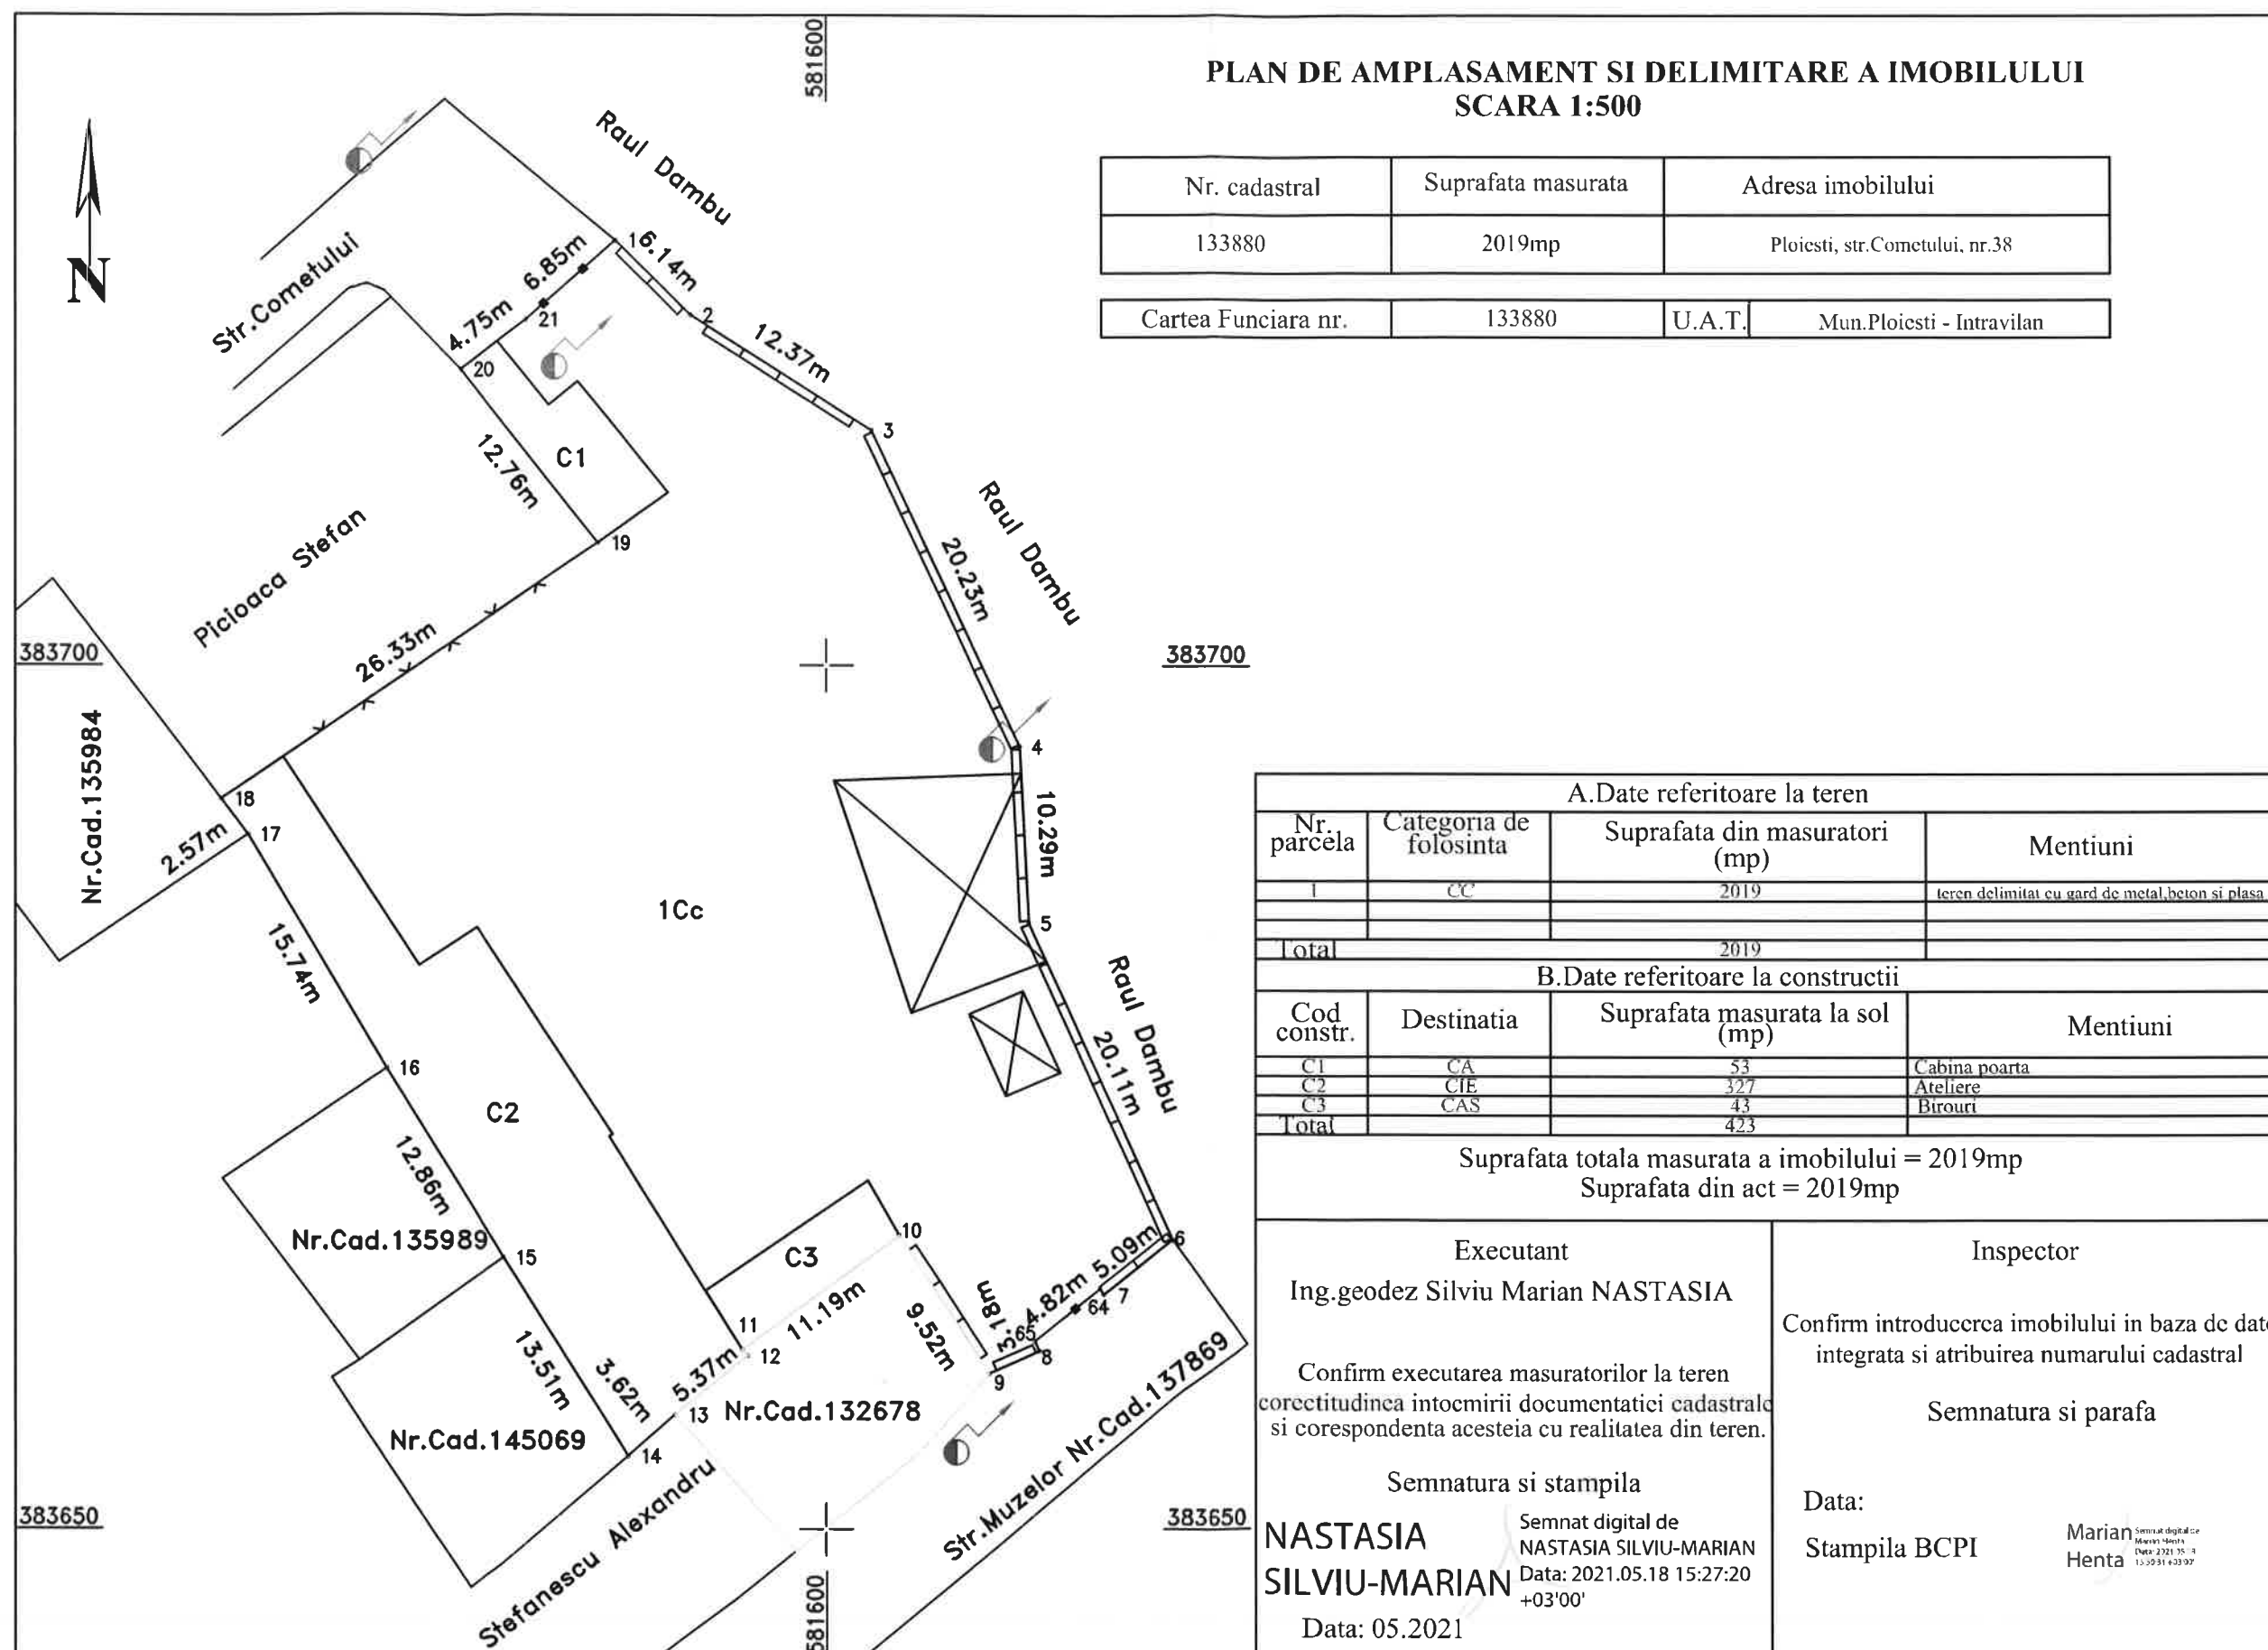 PLAN DE AMPLASAMENT SI DELIMITARE A IMOBILULUI
SCARA 1:500
Nr. cadastral Suprafata masurata Adresa imobilului
133880 2019mp Ploiesti, str.Cometului, nr.38
Cartea Funciara nr. 133880 U.A.T. Mun.Ploiesti - Intravilan
581600
N
Raul Dambu
Str.Cometului
1
6.14m
6.85m
2
21
4.75m
20
12.37m
3
C1
12.76m
19
Raul Dambu
20.23m
Picioaca Stefan
26.33m
383700
383700
Nr.Cad.135984
4
18
17
2.57m
10.29m
1Cc
5
15.74m
Raul Dambu
20.11m
16
C2
12.86m
Nr.Cad.135989
15
C3
10
6
5.09m
4.82m
7
64
65
8
3.18m
9
9.52m
11.19m
11
12
5.37m
13
3.62m
13.51m
14
Nr.Cad.132678
Nr.Cad.145069
Str.Muzelor Nr.Cad.137869
Stefanescu Alexandru
383650
383650
581600
A.Date referitoare la teren
Nr. parcela Categoria de folosinta Suprafata din masuratori (mp) Mentiuni
1 CC 2019 teren delimitat cu gard de metal,beton si plasa
Total 2019
B.Date referitoare la constructii
Cod constr. Destinatia Suprafata masurata la sol (mp) Mentiuni
C1 CA 53 Cabina poarta
C2 CIE 327 Ateliere
C3 CAS 43 Birouri
Total 423
Suprafata totala masurata a imobilului = 2019mp
Suprafata din act = 2019mp
Executant
Ing.geodez Silviu Marian NASTASIA
Confirm executarea masuratorilor la teren
corectitudinea intocmirii documentatiei cadastrale
si corespondenta acesteia cu realitatea din teren.
Semnatura si stampila
NASTASIA
SILVIU-MARIAN
Semnat digital de
NASTASIA SILVIU-MARIAN
Data: 2021.05.18 15:27:20
+03'00'
Data: 05.2021
Inspector
Confirm introducerea imobilului in baza de date
integrata si atribuirea numarului cadastral
Semnatura si parafa
Data:
Stampila BCPI
Marian
Henta
Semnat digital de
Marian Henta